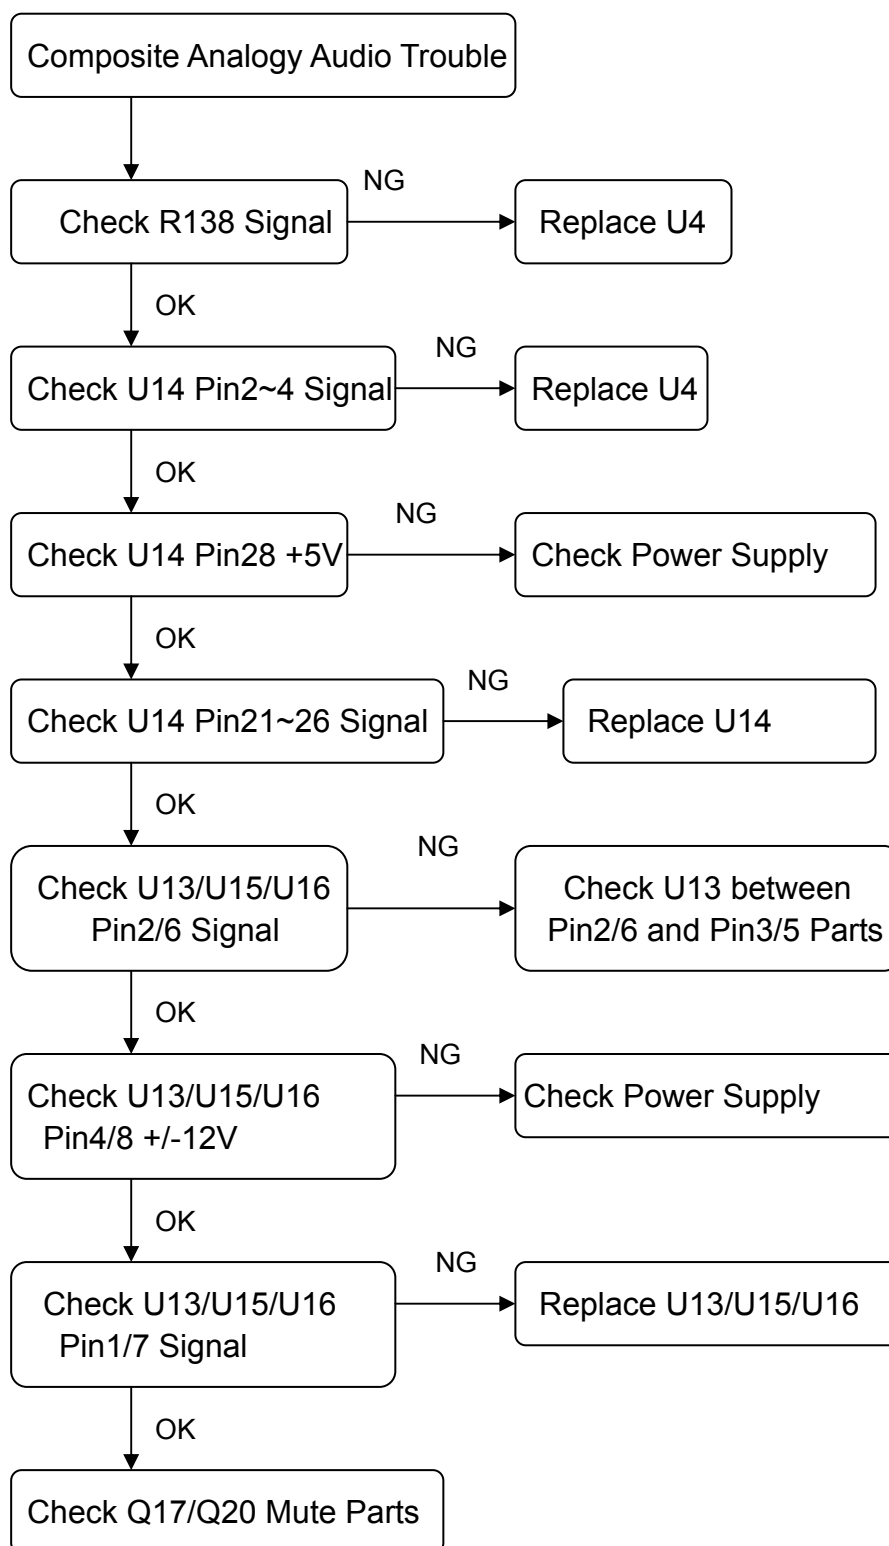 Composite Analogy Audio Trouble
NG
Check R138 Signal
Replace U4
OK
NG
Check U14 Pin2~4 Signal
Replace U4
OK
NG
Check U14 Pin28 +5V
Check Power Supply
OK
NG
Check U14 Pin21~26 Signal
Replace U14
OK
NG
Check U13/U15/U16
Pin2/6 Signal
Check U13 between
Pin2/6 and Pin3/5 Parts
OK
NG
Check U13/U15/U16
Pin4/8 +/-12V
Check Power Supply
OK
NG
Check U13/U15/U16
Pin1/7 Signal
Replace U13/U15/U16
OK
Check Q17/Q20 Mute Parts